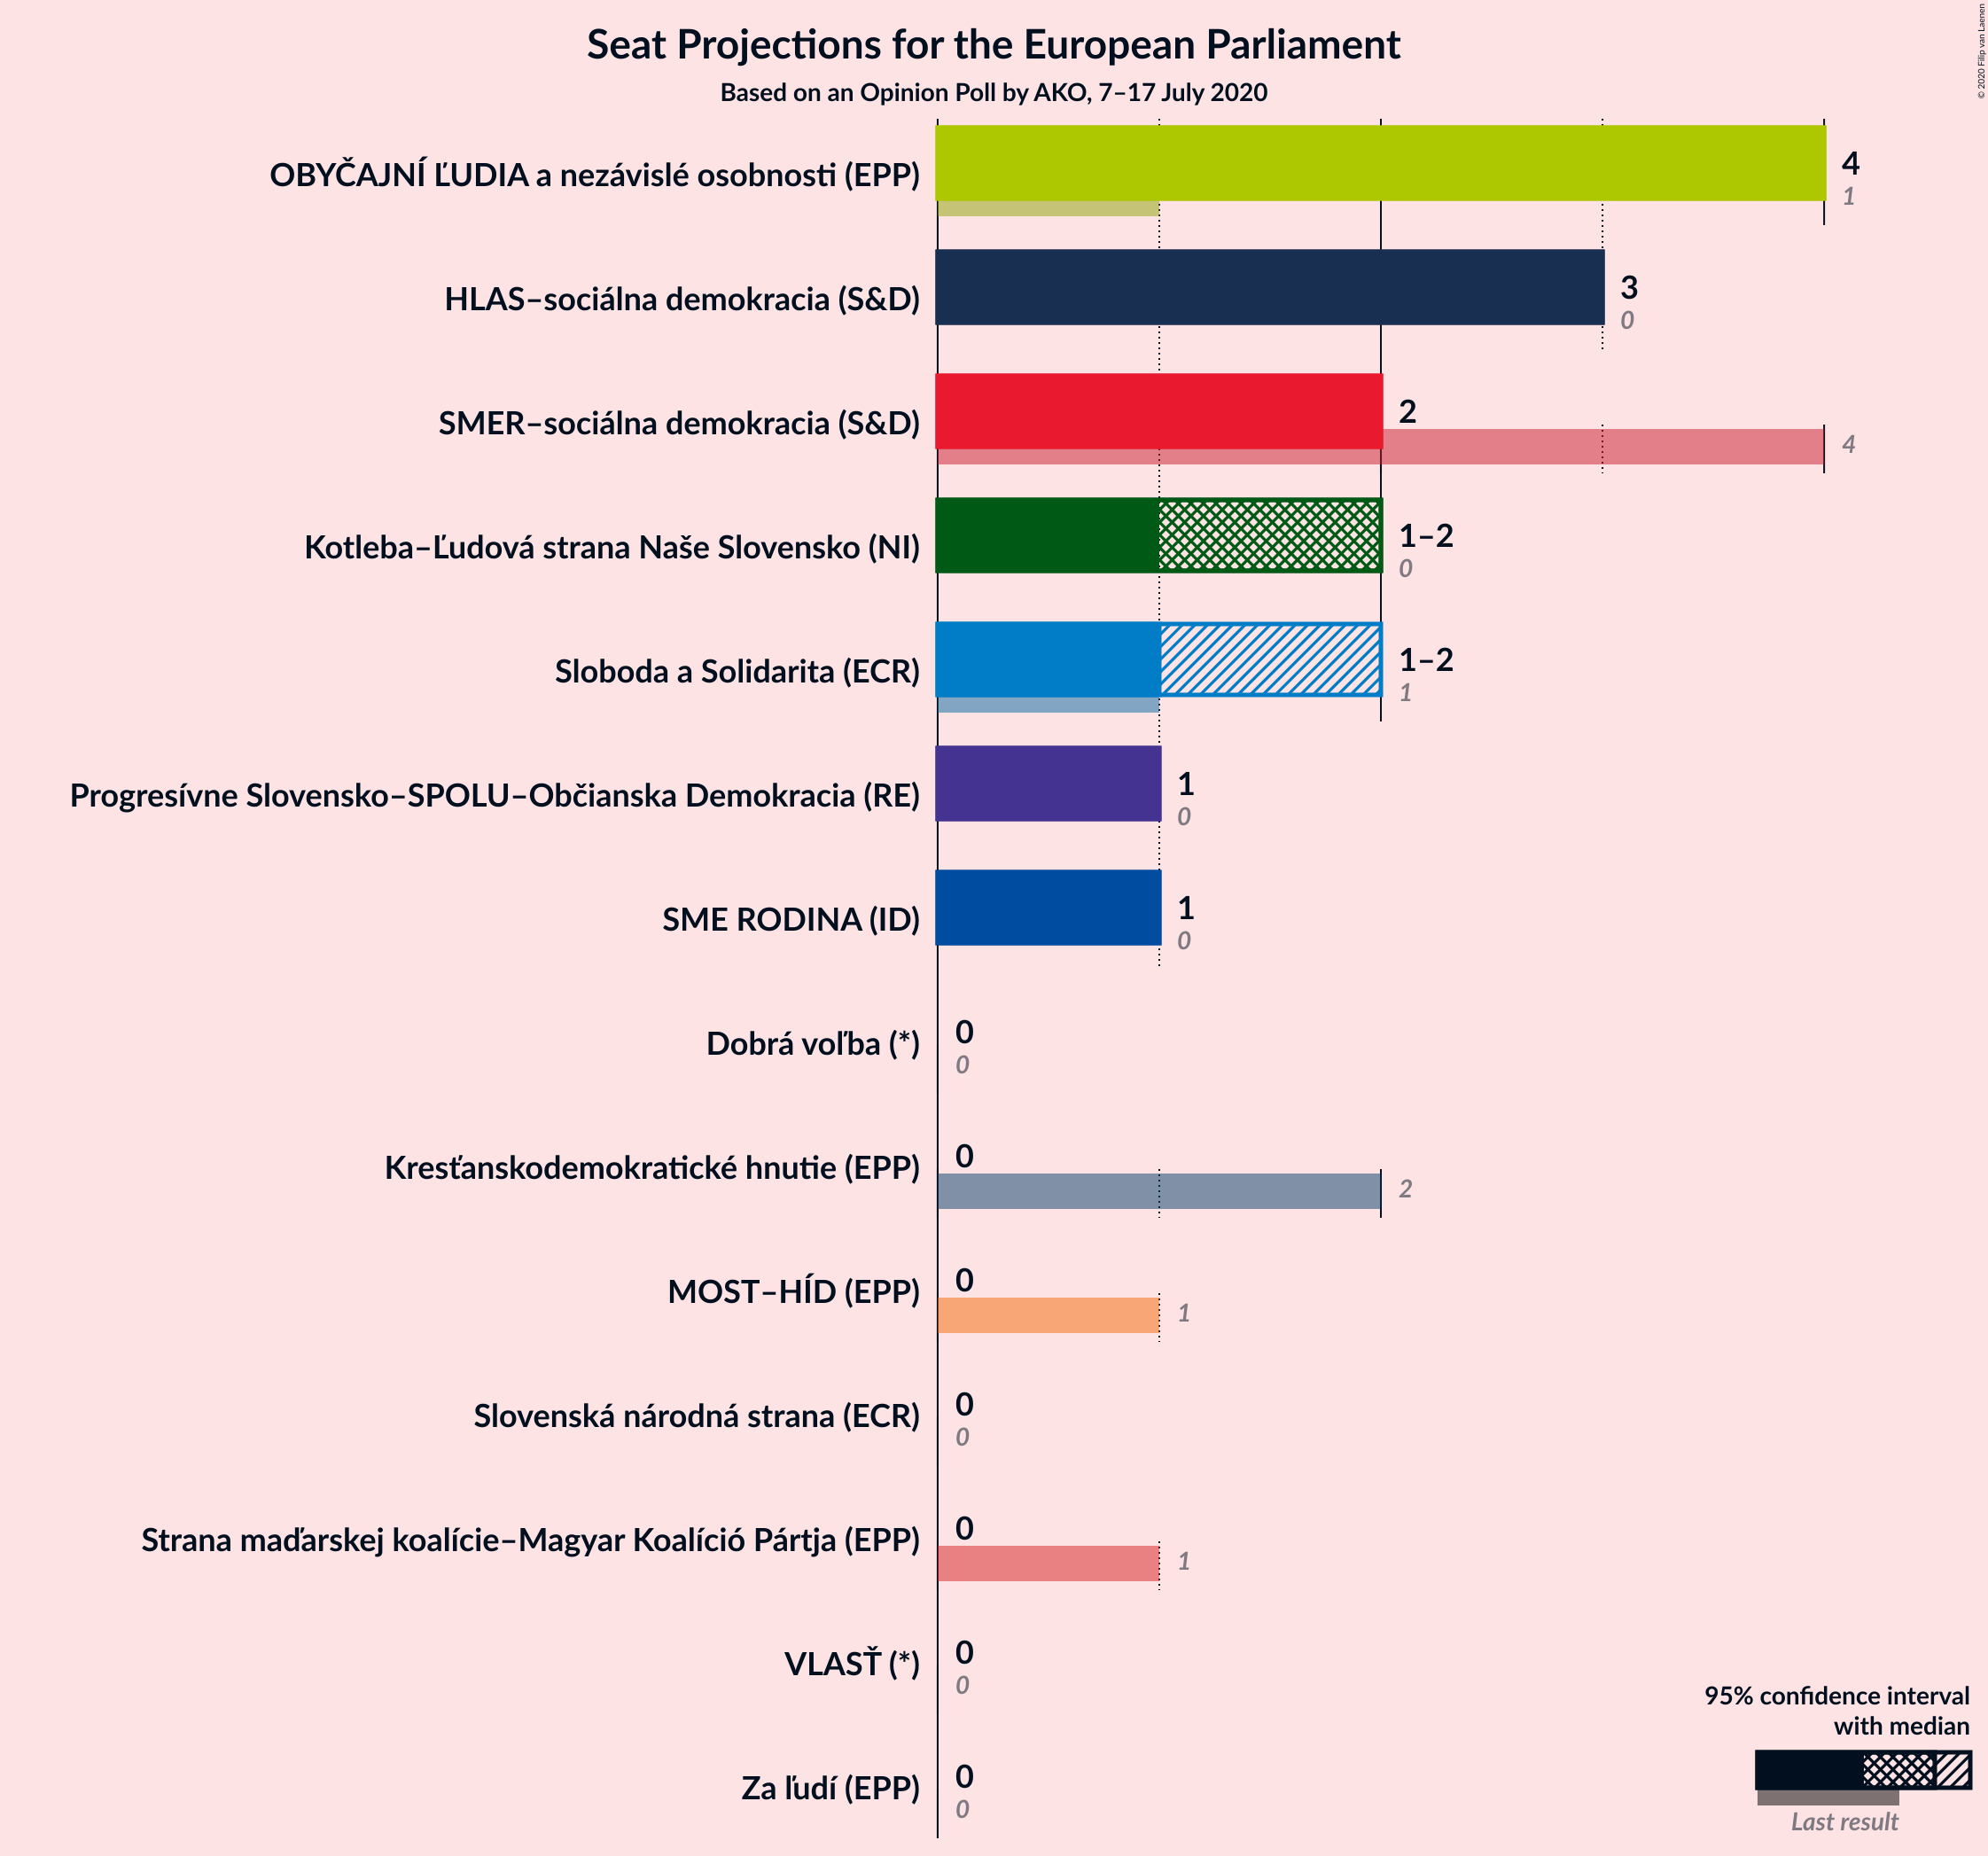 Seat Projections for the European Parliament
Based on an Opinion Poll by AKO, 7–17 July 2020
© 2020 Filip van Laenen
OBYČAJNÍ ĽUDIA a nezávislé osobnosti (EPP)
4
1
HLAS–sociálna demokracia (S&D)
3
0
SMER–sociálna demokracia (S&D)
2
4
Kotleba–Ľudová strana Naše Slovensko (NI)
1–2
0
Sloboda a Solidarita (ECR)
1–2
1
Progresívne Slovensko–SPOLU–Občianska Demokracia (RE)
1
0
SME RODINA (ID)
1
0
Dobrá voľba (*)
0
0
Kresťanskodemokratické hnutie (EPP)
0
2
MOST–HÍD (EPP)
0
1
Slovenská národná strana (ECR)
0
0
Strana maďarskej koalície–Magyar Koalíció Pártja (EPP)
0
1
VLASŤ (*)
0
0
Za ľudí (EPP)
0
0
95% confidence interval
with median
Last result